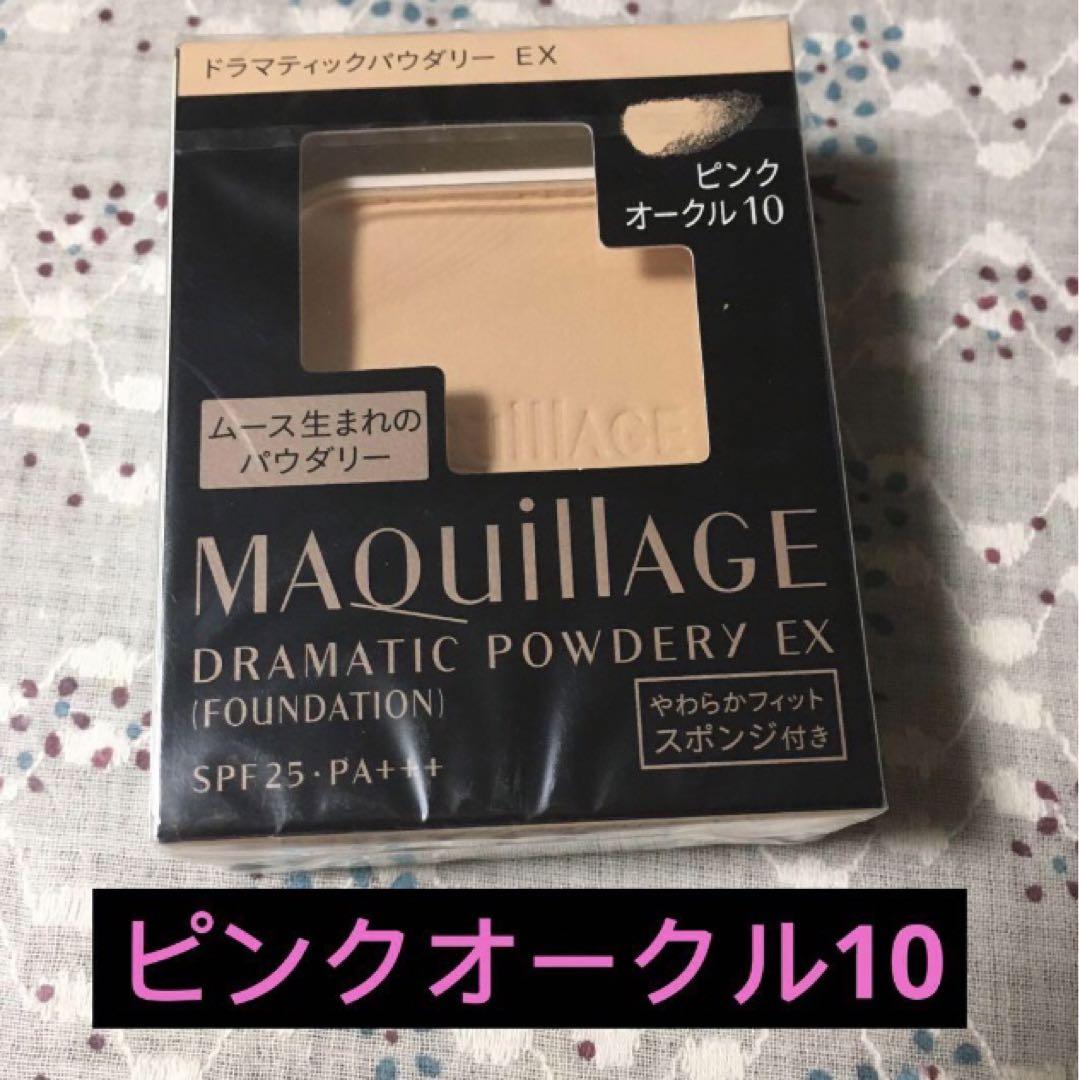 ドラマティックパウダリー EX
ピンク
オークル10
ムース生まれの
パウダリー
MAQuillAGE
DRAMATIC POWDERY EX
(FOUNDATION)
SPF25・PA+++
やわらかフィット
スポンジ付き
ピンクオークル10